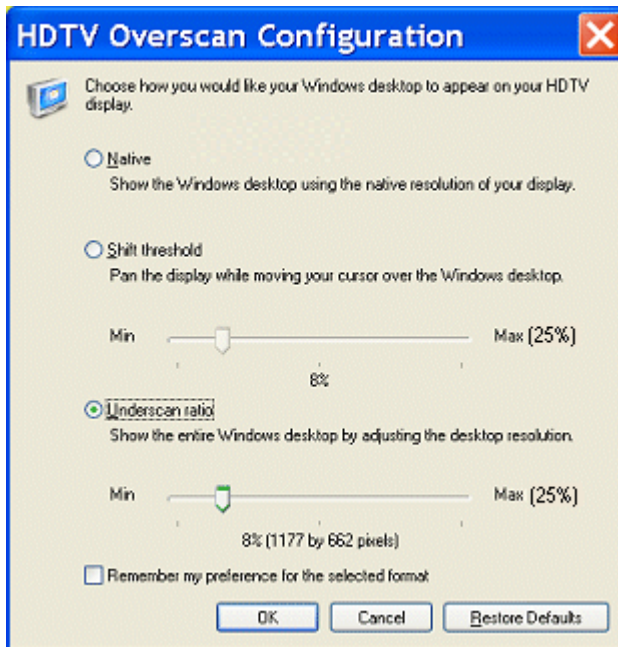 HDTV Overscan Configuration
Choose how you would like your Windows desktop to appear on your HDTV
display.
Native
Show the Windows desktop using the native resolution of your display.
Shift threshold
Pan the display while moving your cursor over the Windows desktop.
Min Max (25%)
8%
Underscan ratio
Show the entire Windows desktop by adjusting the desktop resolution.
Min Max (25%)
8% (1177 by 662 pixels)
Remember my preference for the selected format
OK Cancel Restore Defaults